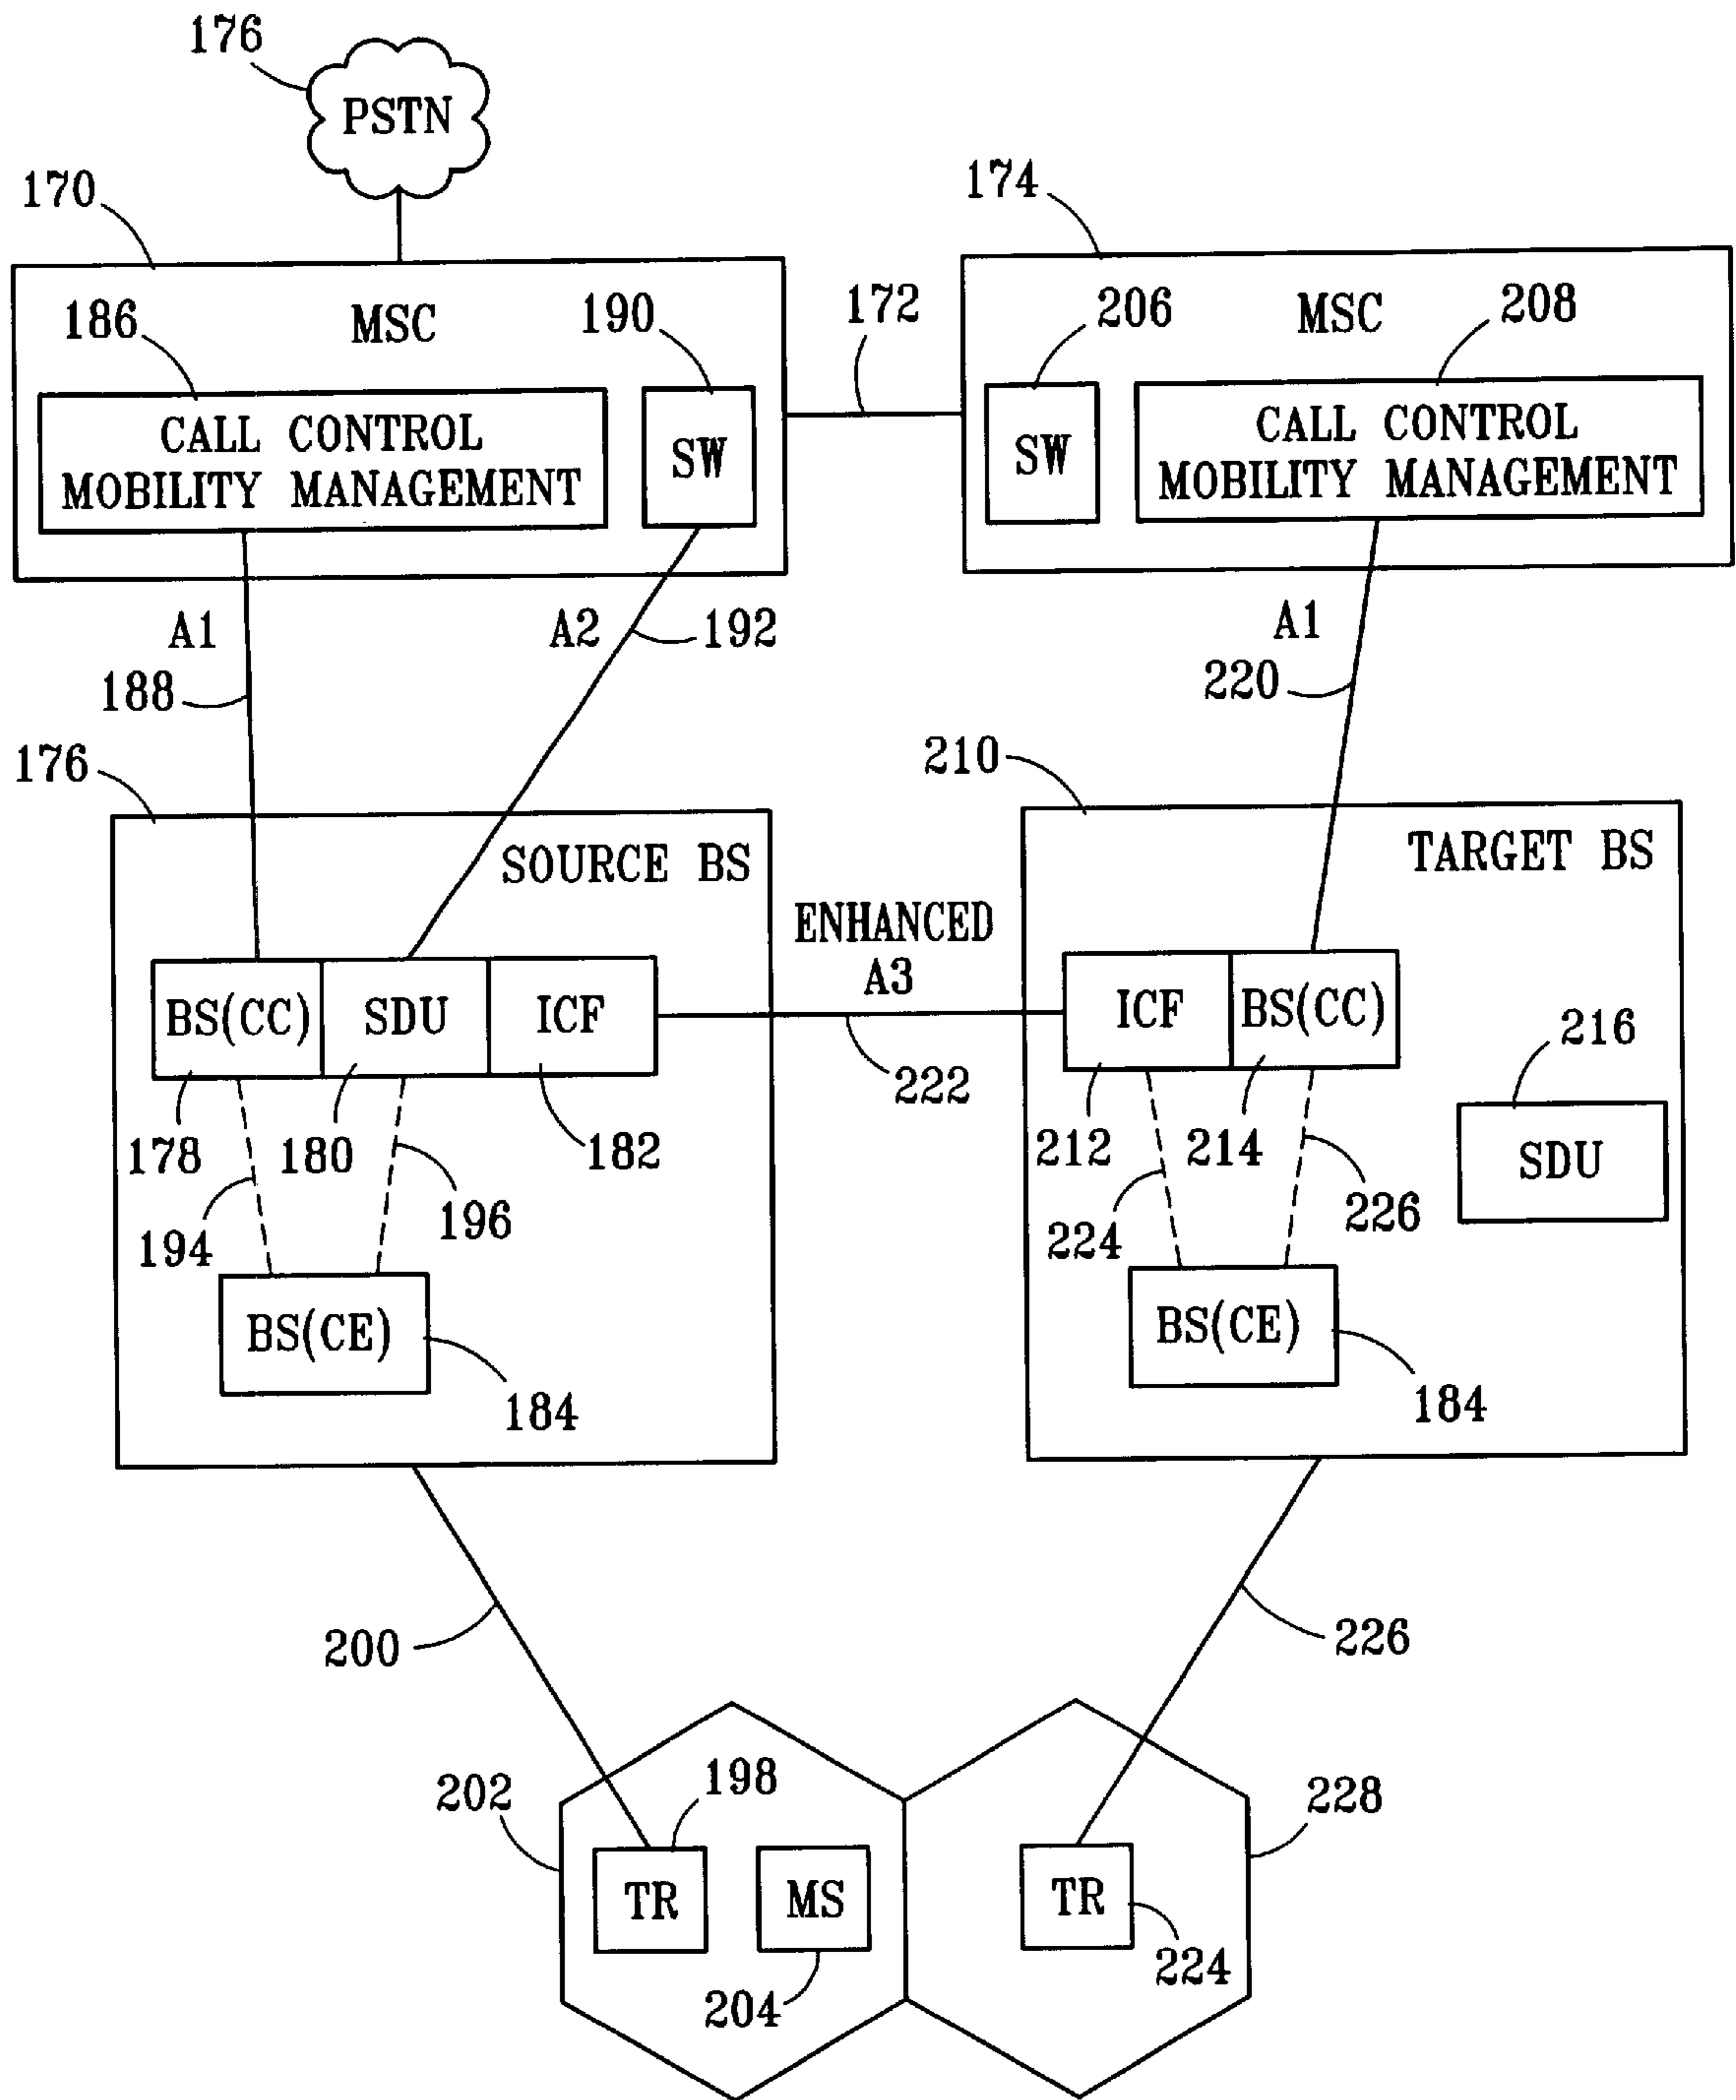 176
PSTN
170
174
186
MSC
190
172
206
MSC
208
CALL CONTROL
MOBILITY MANAGEMENT
SW
SW
CALL CONTROL
MOBILITY MANAGEMENT
A1
A2
192
A1
188
220
176
210
SOURCE BS
TARGET BS
ENHANCED
A3
BS(CC)
SDU
ICF
ICF
BS(CC)
216
222
178
180
182
212
214
SDU
194
196
224
226
BS(CE)
BS(CE)
184
184
200
226
202
198
228
TR
MS
TR
204
224